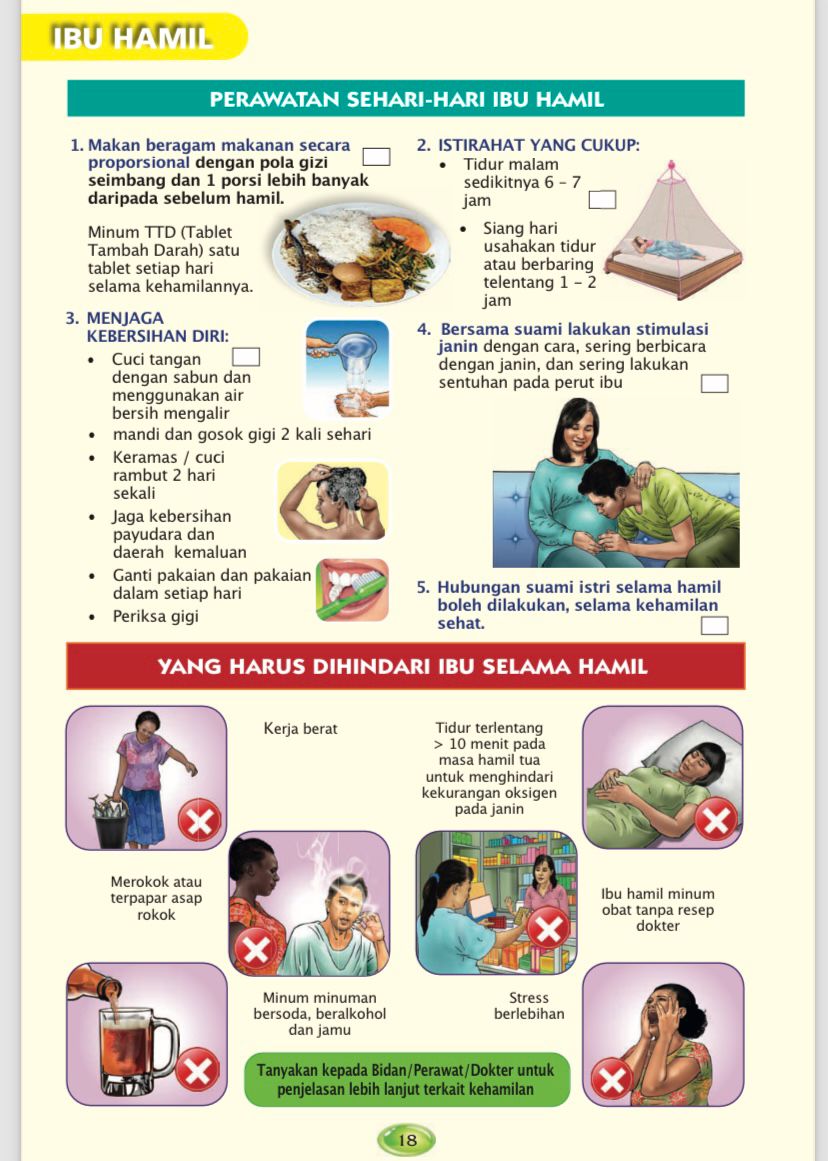 IBU HAMIL
PERAWATAN SEHARI-HARI IBU HAMIL
1. Makan beragam makanan secara
proporsional dengan pola gizi
seimbang dan 1 porsi lebih banyak
daripada sebelum hamil.
Minum TTD (Tablet
Tambah Darah) satu
tablet setiap hari
selama kehamilannya.
2. ISTIRAHAT YANG CUKUP:
• Tidur malam
sedikitnya 6 – 7
jam
• Siang hari
usahakan tidur
atau berbaring
telentang 1 – 2
jam
3. MENJAGA
KEBERSIHAN DIRI:
• Cuci tangan
dengan sabun dan
menggunakan air
bersih mengalir
• mandi dan gosok gigi 2 kali sehari
• Keramas / cuci
rambut 2 hari
sekali
• Jaga kebersihan
payudara dan
daerah kemaluan
• Ganti pakaian dan pakaian
dalam setiap hari
• Periksa gigi
4. Bersama suami lakukan stimulasi
janin dengan cara, sering berbicara
dengan janin, dan sering lakukan
sentuhan pada perut ibu
5. Hubungan suami istri selama hamil
boleh dilakukan, selama kehamilan
sehat.
YANG HARUS DIHINDARI IBU SELAMA HAMIL
Kerja berat
Tidur terlentang
> 10 menit pada
masa hamil tua
untuk menghindari
kekurangan oksigen
pada janin
Merokok atau
terpapar asap
rokok
Ibu hamil minum
obat tanpa resep
dokter
Minum minuman
bersoda, beralkohol
dan jamu
Stress
berlebihan
Tanyakan kepada Bidan/Perawat/Dokter untuk
penjelasan lebih lanjut terkait kehamilan
18